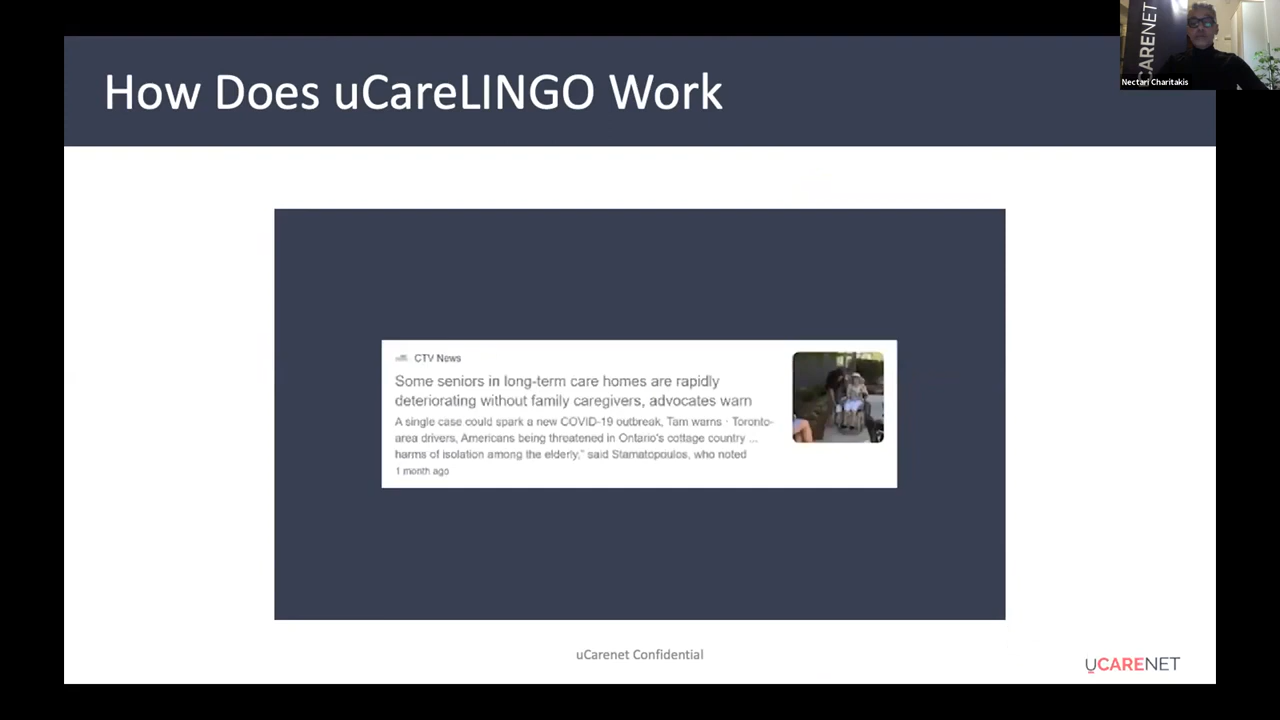 How Does uCareLINGO Work
CARENET
Nectari Charitakis
CTV News
Some seniors in long-term care homes are rapidly
deteriorating without family caregivers, advocates warn
A single case could spark a new COVID-19 outbreak, Tam warns · Toronto-
area drivers, Americans being threatened in Ontario's cottage country ...
harms of isolation among the elderly," said Stamatopoulos, who noted
1 month ago
uCarenet Confidential
uCARENET